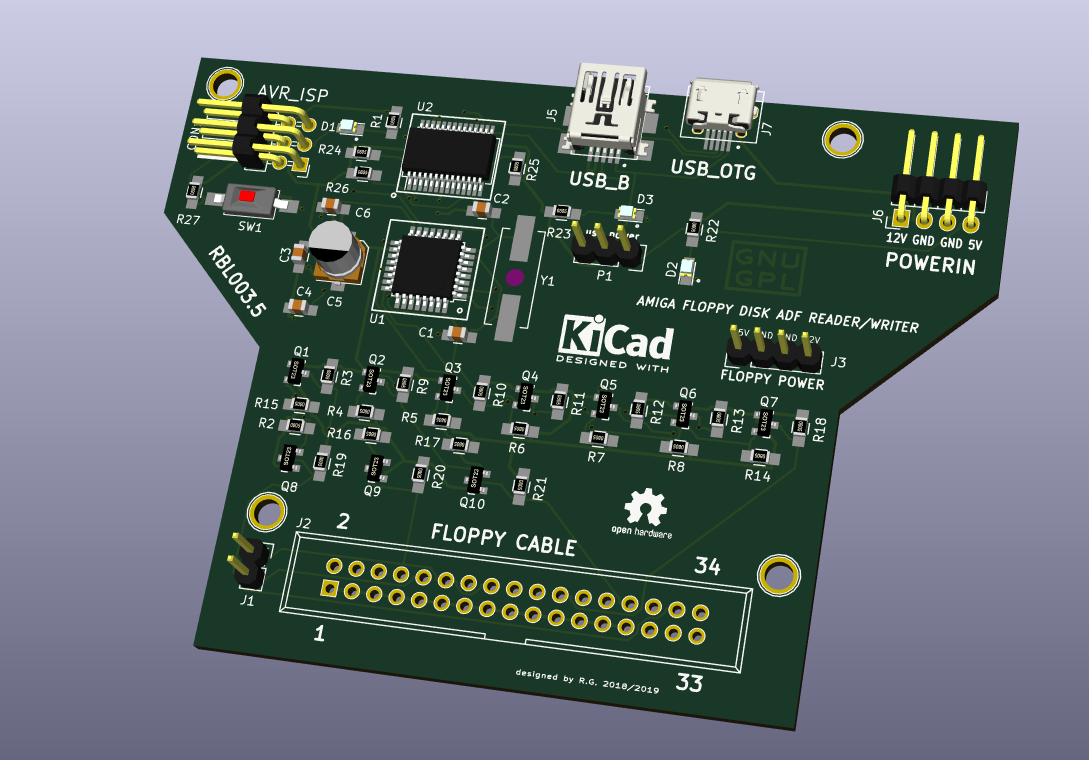 AVR_ISP
U2
J5
J7
D1
R1
R24
R25
USB_B
USB_OTG
R26
R27
SW1
C6
C2
R23
D3
R22
J6
12V GND GND 5V
POWERIN
C3
P1
D2
GNU
GPL
RBL003.5
C4
C5
U1
Y1
C1
AMIGA FLOPPY DISK ADF READER/WRITER
KiCad
DESIGNED WITH
J3
FLOPPY POWER
Q1
R3
Q2
R9
Q3
R10
Q4
R11
Q5
R12
Q6
R13
Q7
R18
R15
R4
R5
R2
R16
R17
R6
R7
R8
R14
Q8
R19
Q9
R20
Q10
R21
open hardware
J2
2
FLOPPY CABLE
34
J1
1
33
designed by R.G. 2018/2019